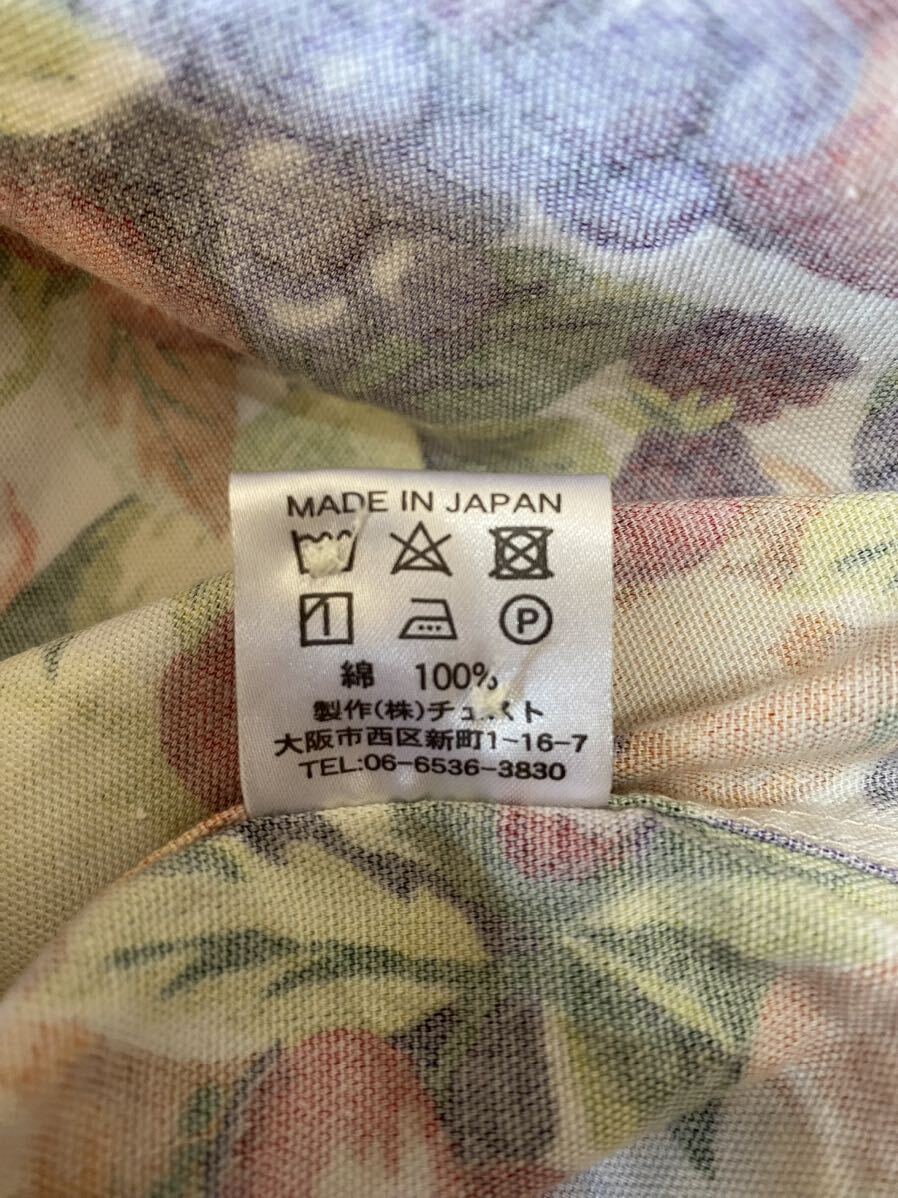 MADE IN JAPAN
P
綿 100%
製作(株)チェスト
大阪市西区新町1-16-7
TEL:06-6536-3830